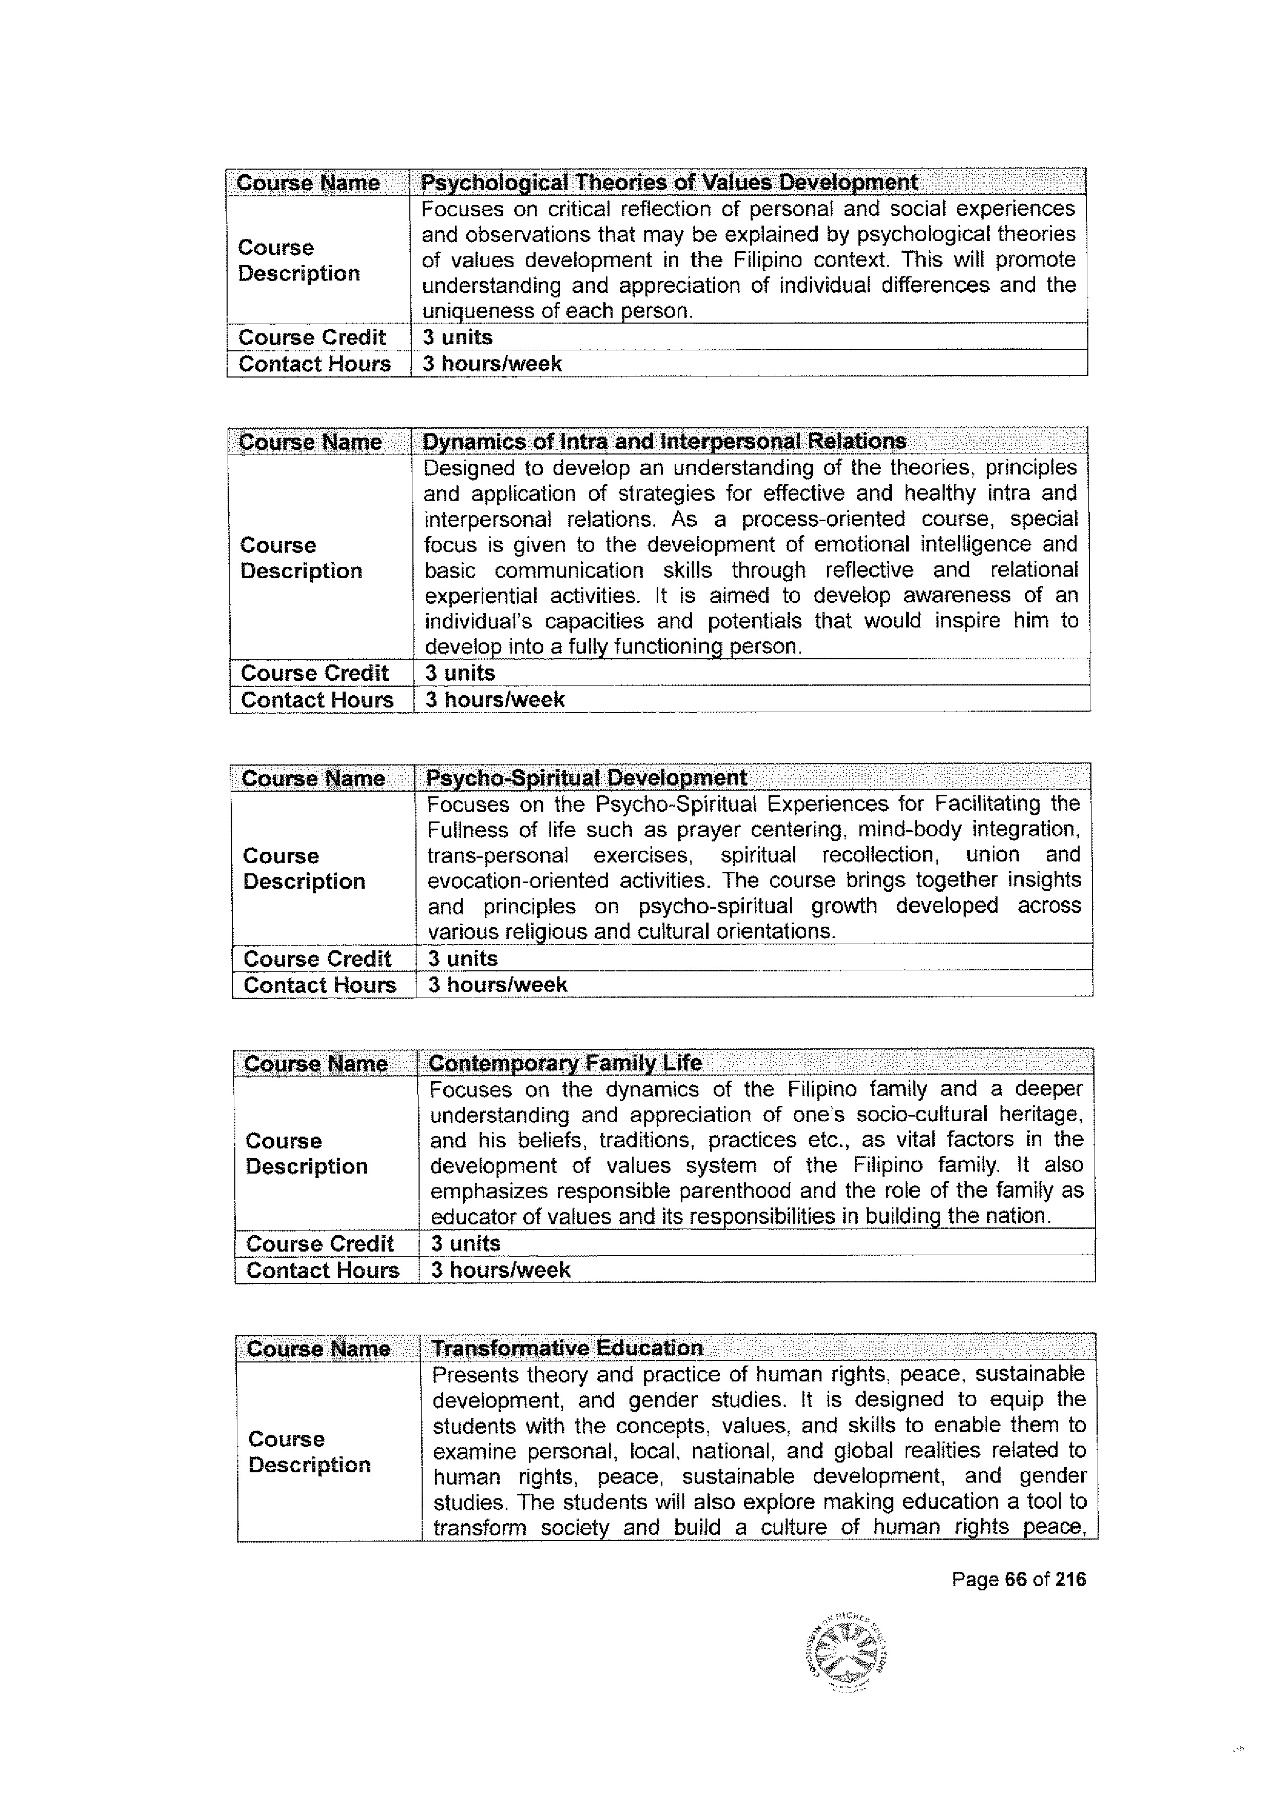 Course Name Psychological Theories of Values Development
Focuses on critical reflection of personal and social experiences
and observations that may be explained by psychological theories
Course
of values development in the Filipino context. This will promote
Description
understanding and appreciation of individual differences and the
uniqueness of each person.
Course Credit 3 units
Contact Hours 3 hours/week
Course Name Dynamics of Intra and Interpersonal Relations
Designed to develop an understanding of the theories, principles
and application of strategies for effective and healthy intra and
interpersonal relations. As a process-oriented course, special
Course focus is given to the development of emotional intelligence and
Description basic communication skills through reflective and relational
experiential activities. It is aimed to develop awareness of an
individual's capacities and potentials that would inspire him to
develop into a fully functioning person.
Course Credit 3 units
Contact Hours 3 hours/week
Course Name Psycho-Spiritual Development
Focuses on the Psycho-Spiritual Experiences for Facilitating the
Fullness of life such as prayer centering, mind-body integration,
Course trans-personal exercises, spiritual recollection, union and
Description evocation-oriented activities. The course brings together insights
and principles on psycho-spiritual growth developed across
various religious and cultural orientations.
Course Credit 3 units
Contact Hours 3 hours/week
Course Name Contemporary Family Life
Focuses on the dynamics of the Filipino family and a deeper
understanding and appreciation of one's socio-cultural heritage,
Course and his beliefs, traditions, practices etc., as vital factors in the
Description development of values system of the Filipino family. It also
emphasizes responsible parenthood and the role of the family as
educator of values and its responsibilities in building the nation.
Course Credit 3 units
Contact Hours 3 hours/week
Course Name Transformative Education
Presents theory and practice of human rights, peace, sustainable
development, and gender studies. It is designed to equip the
students with the concepts, values, and skills to enable them to
Course
examine personal, local, national, and global realities related to
Description
human rights, peace, sustainable development, and gender
studies. The students will also explore making education a tool to
transform society and build a culture of human rights peace,
Page 66 of 216